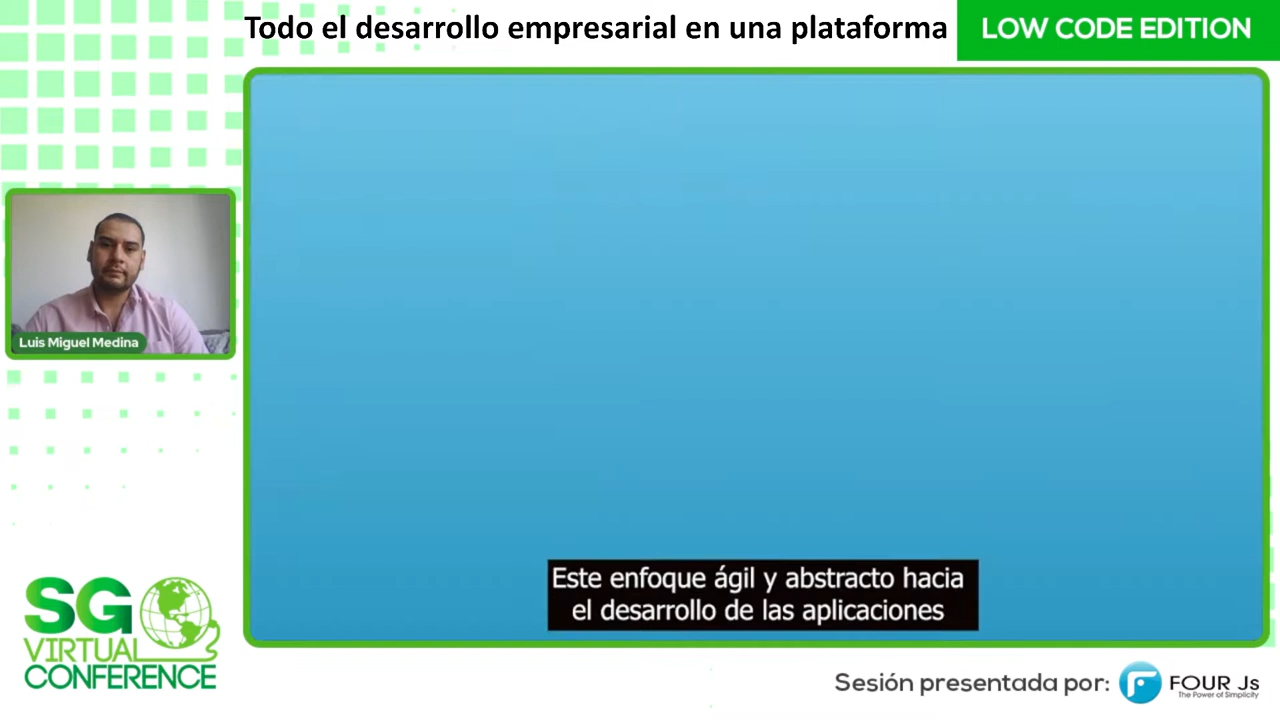 Todo el desarrollo empresarial en una plataforma
LOW CODE EDITION
Luis Miguel Medina
Este enfoque ágil y abstracto hacia
el desarrollo de las aplicaciones
SG
VIRTUAL
CONFERENCE
Sesión presentada por:
FOUR Js
The Power of Simplicity